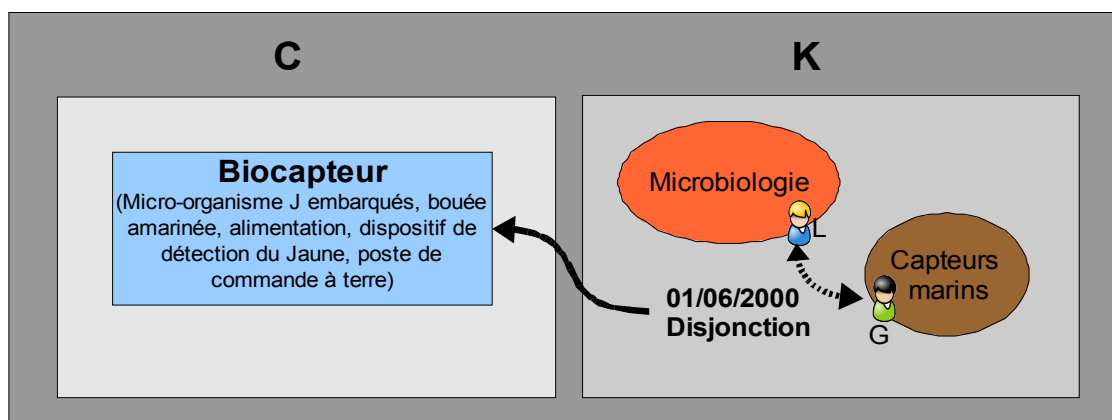 C
K
Biocapteur
(Micro-organisme J embarqués, bouée
amarinée, alimentation, dispositif de
détection du Jaune, poste de
commande à terre)
Microbiologie
L
Capteurs
marins
G
01/06/2000
Disjonction